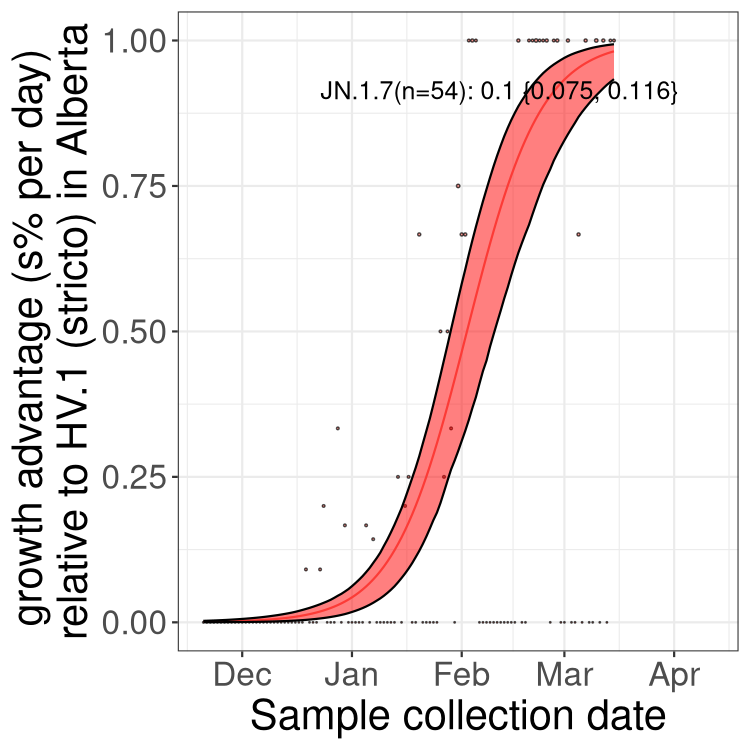 growth advantage (s% per day)
relative to HV.1 (stricto) in Alberta
1.00
0.75
0.50
0.25
0.00
JN.1.7(n=54): 0.1 {0.075, 0.116}
Dec Jan Feb Mar Apr
Sample collection date